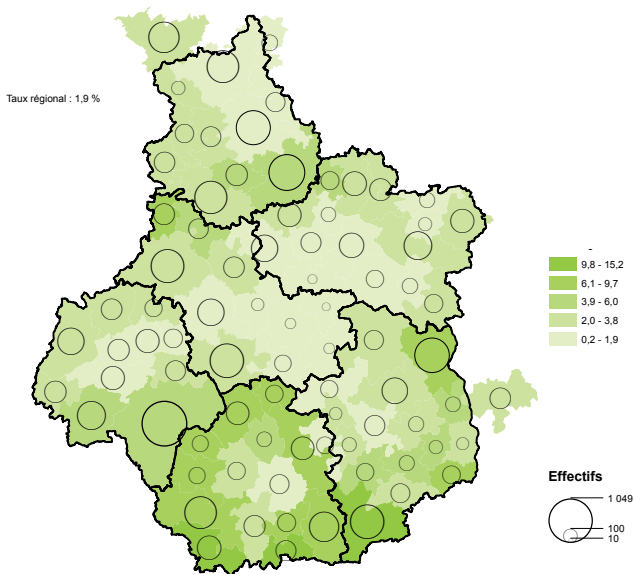 Taux régional : 1,9 %
-
9,8 - 15,2
6,1 - 9,7
3,9 - 6,0
2,0 - 3,8
0,2 - 1,9
Effectifs
1 049
100
10